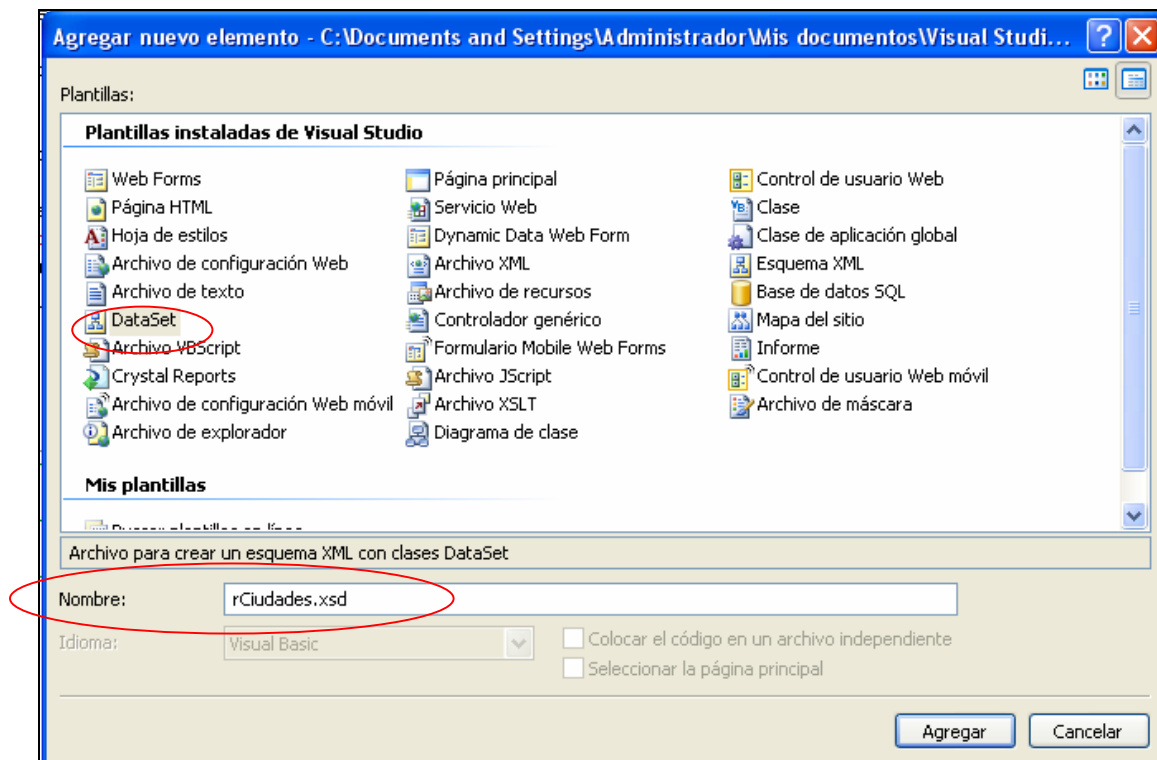 Agregar nuevo elemento - C:\Documents and Settings\Administrador\Mis documentos\Visual Studi...
Plantillas:
Plantillas instaladas de Visual Studio
Web Forms
Página principal
Control de usuario Web
Página HTML
Servicio Web
Clase
Hoja de estilos
Dynamic Data Web Form
Clase de aplicación global
Archivo de configuración Web
Archivo XML
Esquema XML
Archivo de texto
Archivo de recursos
Base de datos SQL
DataSet
Controlador genérico
Mapa del sitio
Archivo VBScript
Formulario Mobile Web Forms
Informe
Crystal Reports
Archivo JScript
Control de usuario Web móvil
Archivo de configuración Web móvil
Archivo XSLT
Archivo de máscara
Archivo de explorador
Diagrama de clase
Mis plantillas
Buscar plantillas en línea
Archivo para crear un esquema XML con clases DataSet
Nombre:
rCiudades.xsd
Idioma:
Visual Basic
Colocar el código en un archivo independiente
Seleccionar la página principal
Agregar
Cancelar